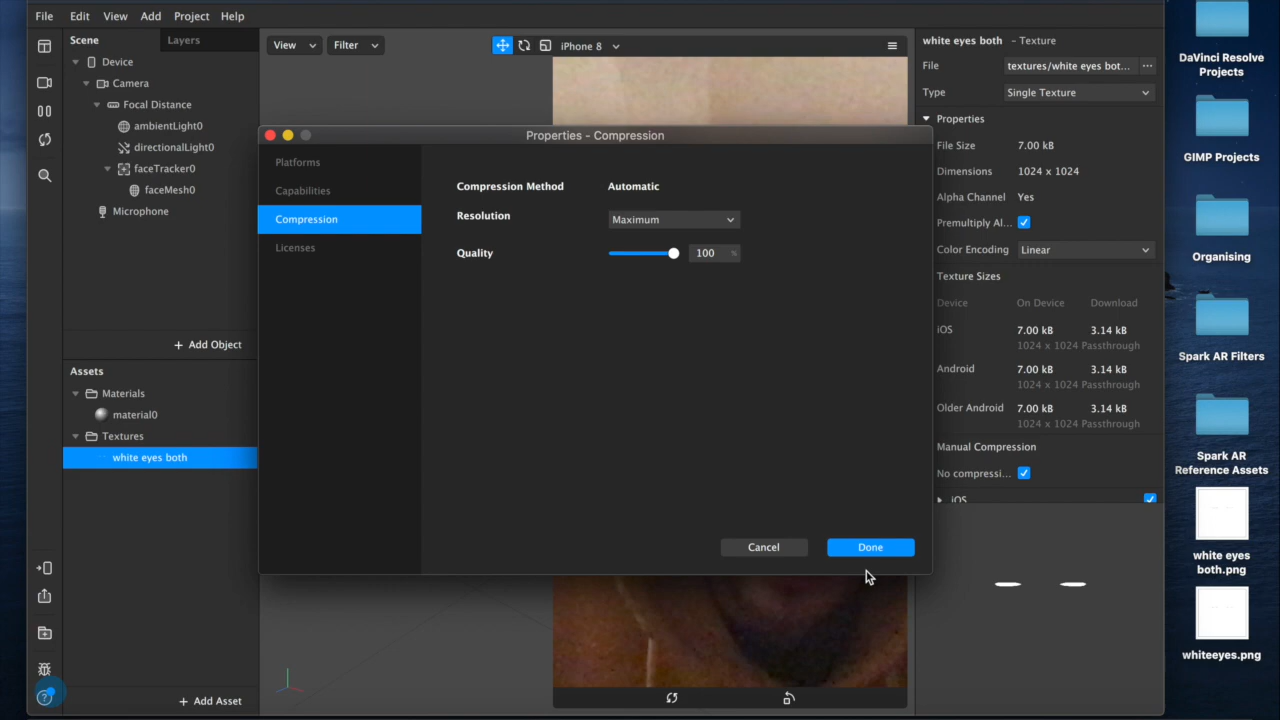 File Edit View Add Project Help
Scene Layers
Device
Camera
Focal Distance
ambientLight0
directionalLight0
faceTracker0
faceMesh0
Microphone
+ Add Object
Assets
Materials
material0
Textures
white eyes both
+ Add Asset
View Filter iPhone 8
Properties - Compression
Platforms
Capabilities
Compression
Licenses
Compression Method Automatic
Resolution Maximum
Quality 100 %
Cancel Done
white eyes both – Texture
File textures/white eyes bot... ...
Type Single Texture
Properties
File Size 7.00 kB
Dimensions 1024 x 1024
Alpha Channel Yes
Premultiply Al...
Color Encoding Linear
Texture Sizes
Device On Device Download
iOS 7.00 kB 3.14 kB
1024 x 1024 Passthrough
Android 7.00 kB 3.14 kB
1024 x 1024 Passthrough
Older Android 7.00 kB 3.14 kB
1024 x 1024 Passthrough
Manual Compression
No compressi...
iOS
DaVinci Resolve
Projects
GIMP Projects
Organising
Spark AR Filters
Spark AR
Reference Assets
white eyes
both.png
whiteeyes.png